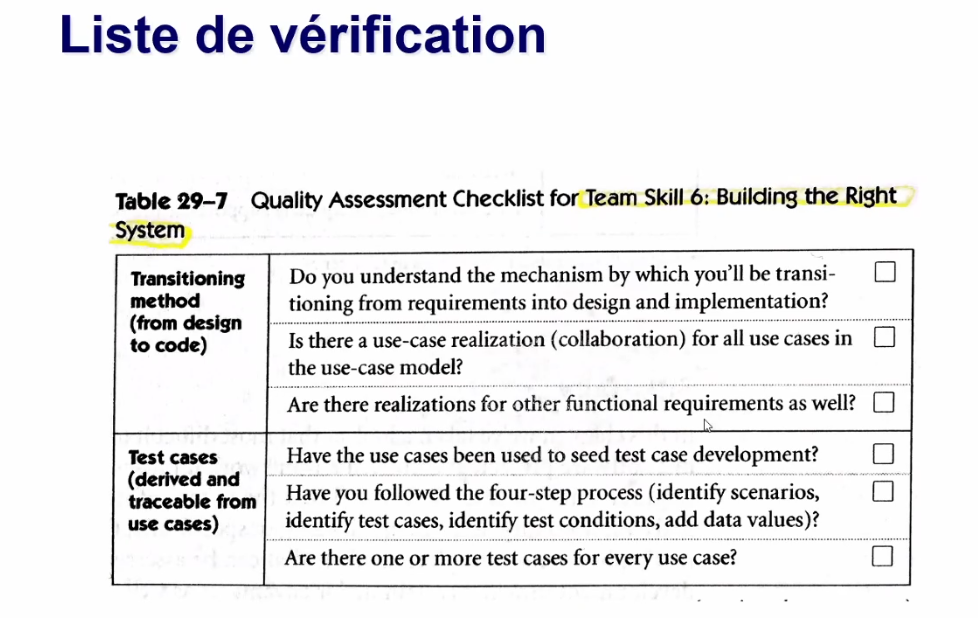 Liste de vérification
Table 29–7 Quality Assessment Checklist for Team Skill 6: Building the Right
System
Transitioning
method
(from design
to code)
Do you understand the mechanism by which you'll be transi-
tioning from requirements into design and implementation?
Is there a use-case realization (collaboration) for all use cases in
the use-case model?
Are there realizations for other functional requirements as well?
Test cases
(derived and
traceable from
use cases)
Have the use cases been used to seed test case development?
Have you followed the four-step process (identify scenarios,
identify test cases, identify test conditions, add data values)?
Are there one or more test cases for every use case?